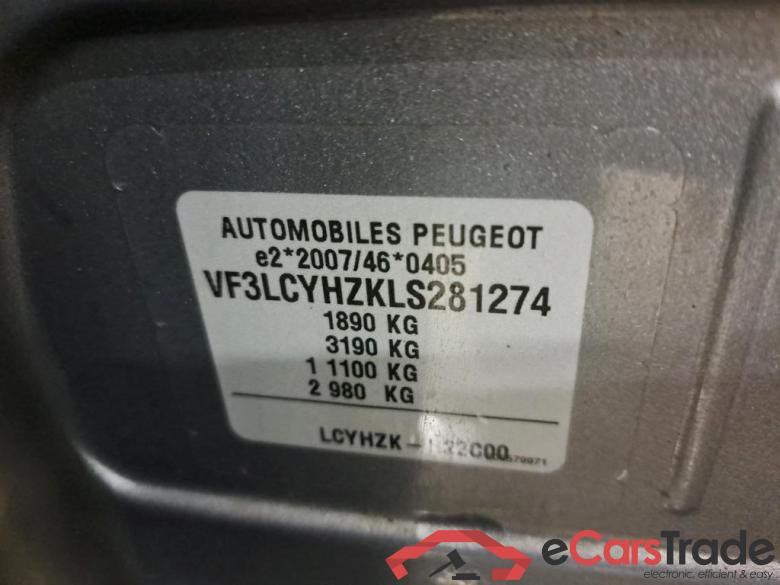 AUTOMOBILES PEUGEOT
e2*2007/46*0405
VF3LCYHZKLS281274
1890 KG
3190 KG
1 1100 KG
2 980 KG
LCYHZK
eCarsTrade
electronic, efficient & easy